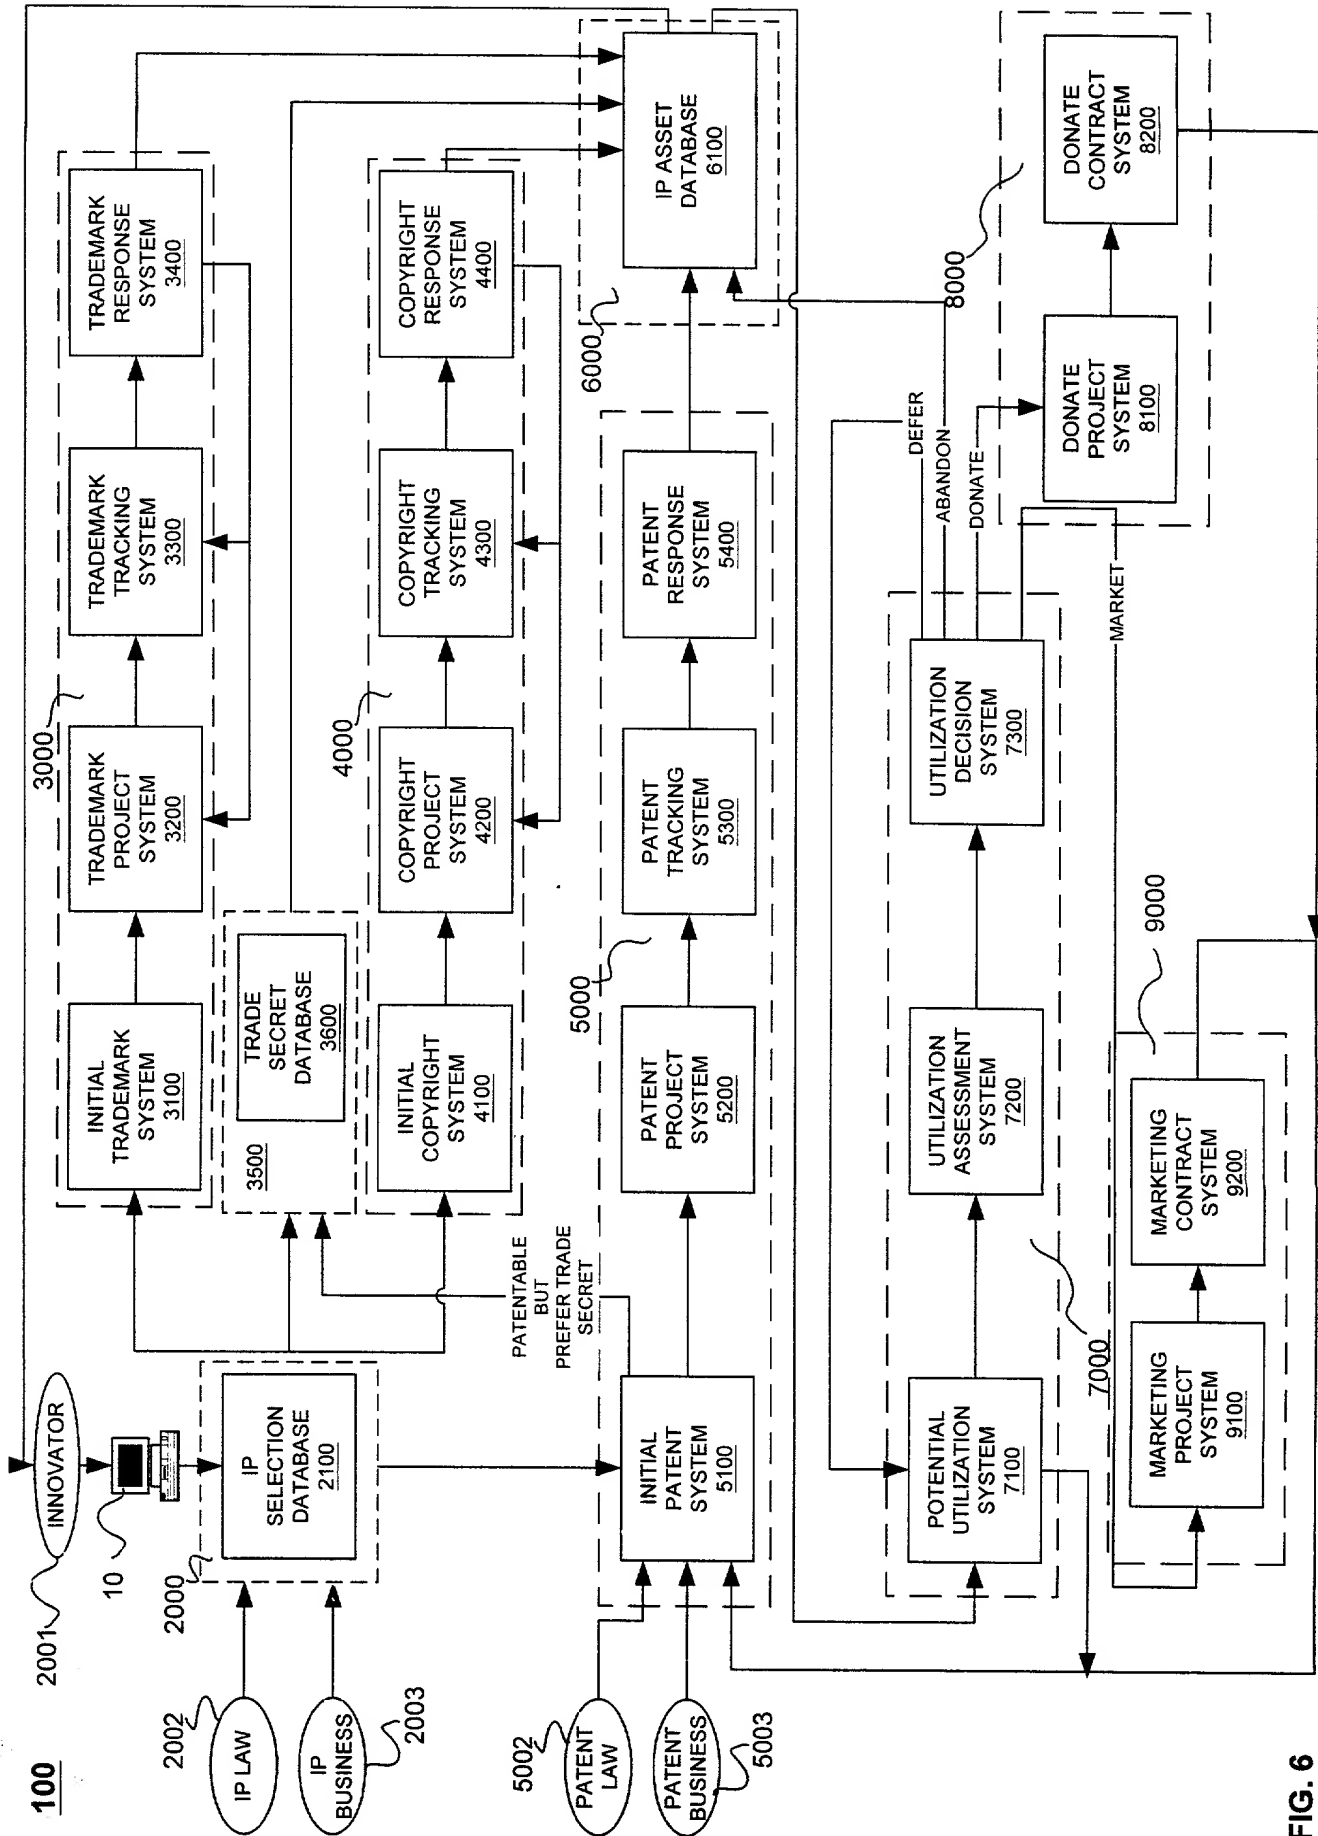 100
2001
INNOVATOR
10
2000
IP
SELECTION
DATABASE
2100
2002
IP LAW
IP
BUSINESS
2003
3000
INITIAL
TRADEMARK
SYSTEM
3100
TRADEMARK
PROJECT
SYSTEM
3200
TRADEMARK
TRACKING
SYSTEM
3300
TRADEMARK
RESPONSE
SYSTEM
3400
3500
TRADE
SECRET
DATABASE
3600
4000
INITIAL
COPYRIGHT
SYSTEM
4100
COPYRIGHT
PROJECT
SYSTEM
4200
COPYRIGHT
TRACKING
SYSTEM
4300
COPYRIGHT
RESPONSE
SYSTEM
4400
PATENTABLE
BUT
PREFER TRADE
SECRET
5002
PATENT
LAW
PATENT
BUSINESS
5003
5000
INITIAL
PATENT
SYSTEM
5100
PATENT
PROJECT
SYSTEM
5200
PATENT
TRACKING
SYSTEM
5300
PATENT
RESPONSE
SYSTEM
5400
6000
IP ASSET
DATABASE
6100
7000
POTENTIAL
UTILIZATION
SYSTEM
7100
UTILIZATION
ASSESSMENT
SYSTEM
7200
UTILIZATION
DECISION
SYSTEM
7300
DEFER
ABANDON
DONATE
MARKET
8000
DONATE
PROJECT
SYSTEM
8100
DONATE
CONTRACT
SYSTEM
8200
9000
MARKETING
PROJECT
SYSTEM
9100
MARKETING
CONTRACT
SYSTEM
9200
FIG. 6